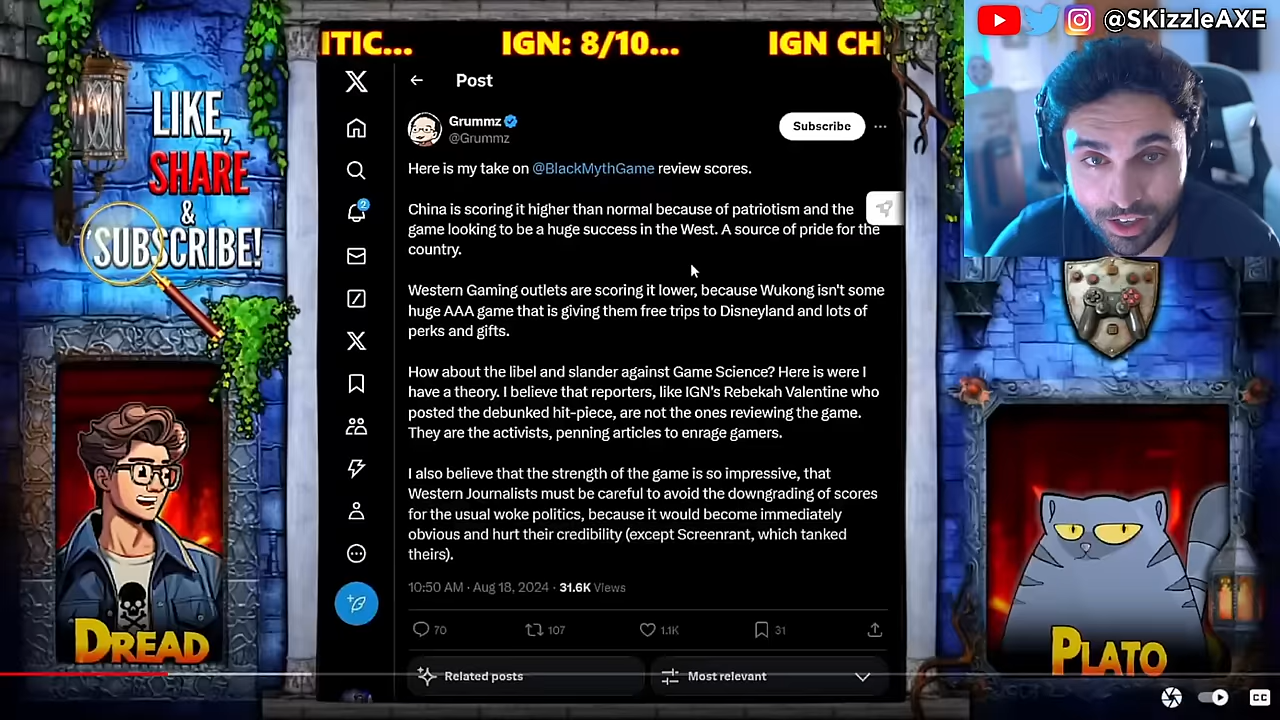 ITIC... IGN: 8/10... IGN CH
@SKizzleAXE
LIKE,
SHARE
&
SUBSCRIBE!
Post
Grummz
@Grummz
Subscribe
2
Here is my take on @BlackMythGame review scores.
China is scoring it higher than normal because of patriotism and the
game looking to be a huge success in the West. A source of pride for the
country.
Western Gaming outlets are scoring it lower, because Wukong isn't some
huge AAA game that is giving them free trips to Disneyland and lots of
perks and gifts.
How about the libel and slander against Game Science? Here is were I
have a theory. I believe that reporters, like IGN's Rebekah Valentine who
posted the debunked hit-piece, are not the ones reviewing the game.
They are the activists, penning articles to enrage gamers.
I also believe that the strength of the game is so impressive, that
Western Journalists must be careful to avoid the downgrading of scores
for the usual woke politics, because it would become immediately
obvious and hurt their credibility (except Screenrant, which tanked
theirs).
10:50 AM · Aug 18, 2024 · 31.6K Views
70 107 1.1K 31
Related posts Most relevant
DREAD
PLATO
CC